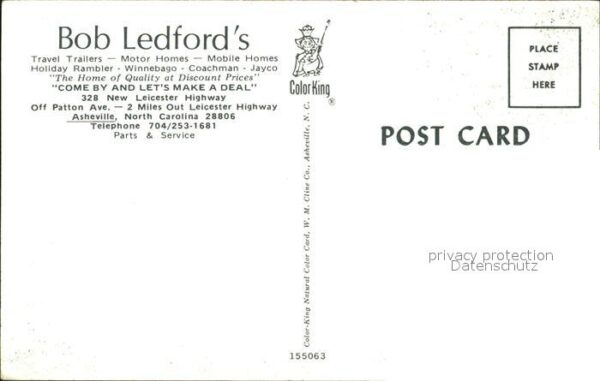 Bob Ledford's
Travel Trailers — Motor Homes — Mobile Homes
Holiday Rambler - Winnebago - Coachman - Jayco
"The Home of Quality at Discount Prices"
"COME BY AND LET'S MAKE A DEAL"
328 New Leicester Highway
Off Patton Ave. — 2 Miles Out Leicester Highway
Asheville, North Carolina 28806
Telephone 704/253-1681
Parts & Service
ColorKing
®
Color-King Natural Color Card, W. M. Cline Co., Asheville, N. C.
155063
PLACE
STAMP
HERE
POST CARD
privacy protection
Datenschutz